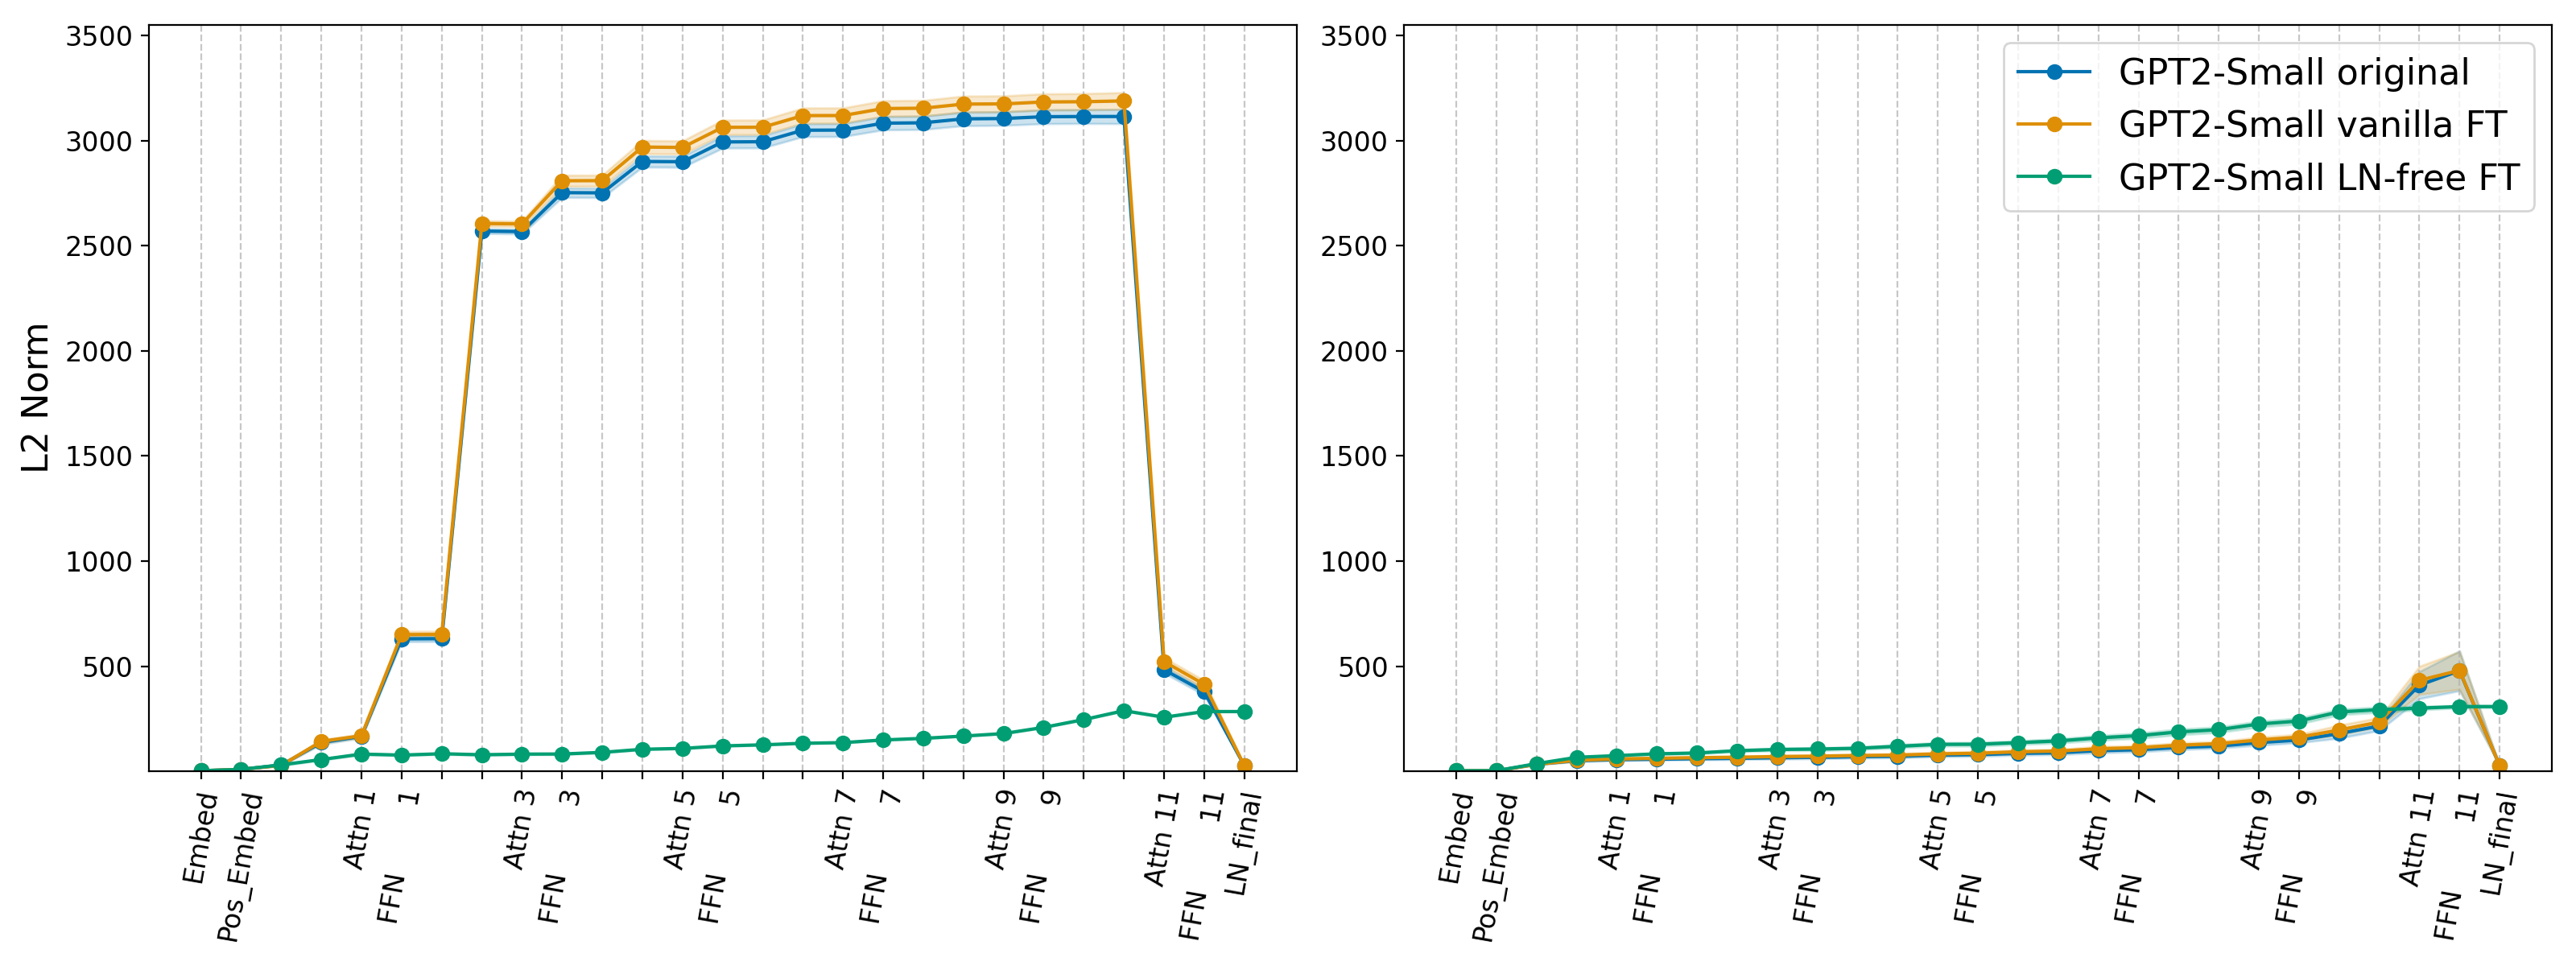 L2 Norm
3500
3000
2500
2000
1500
1000
500
Embed
Pos_Embed
Attn 1
FFN 1
Attn 3
FFN 3
Attn 5
FFN 5
Attn 7
FFN 7
Attn 9
FFN 9
Attn 11
FFN 11
LN_final
3500
3000
2500
2000
1500
1000
500
GPT2-Small original
GPT2-Small vanilla FT
GPT2-Small LN-free FT
Embed
Pos_Embed
Attn 1
FFN 1
Attn 3
FFN 3
Attn 5
FFN 5
Attn 7
FFN 7
Attn 9
FFN 9
Attn 11
FFN 11
LN_final